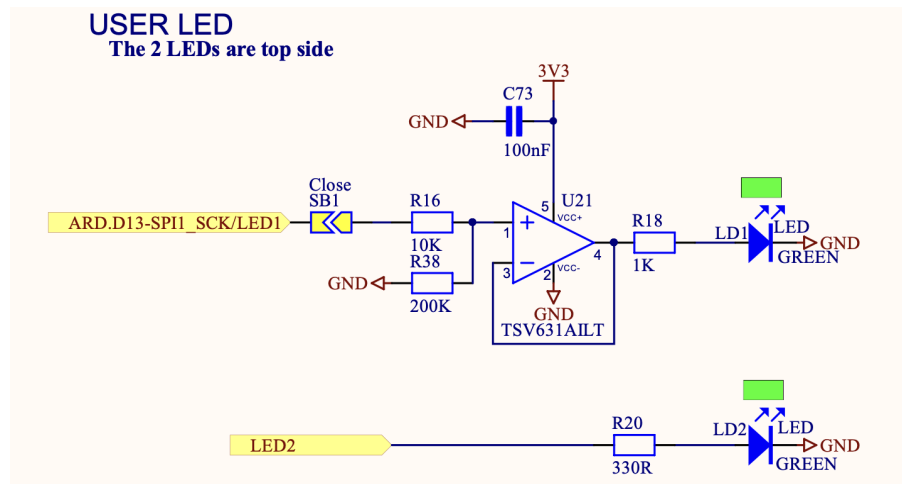 USER LED
The 2 LEDs are top side
3V3
C73
GND
100nF
Close
SB1
R16
5
U21
VCC+
R18
LD1
LED
ARD.D13-SPI1_SCK/LED1
+
1
10K
4
1K
GND
GREEN
R38
GND
200K
3
-
2
VCC-
GND
TSV631AILT
R20
LD2
LED
LED2
330R
GND
GREEN